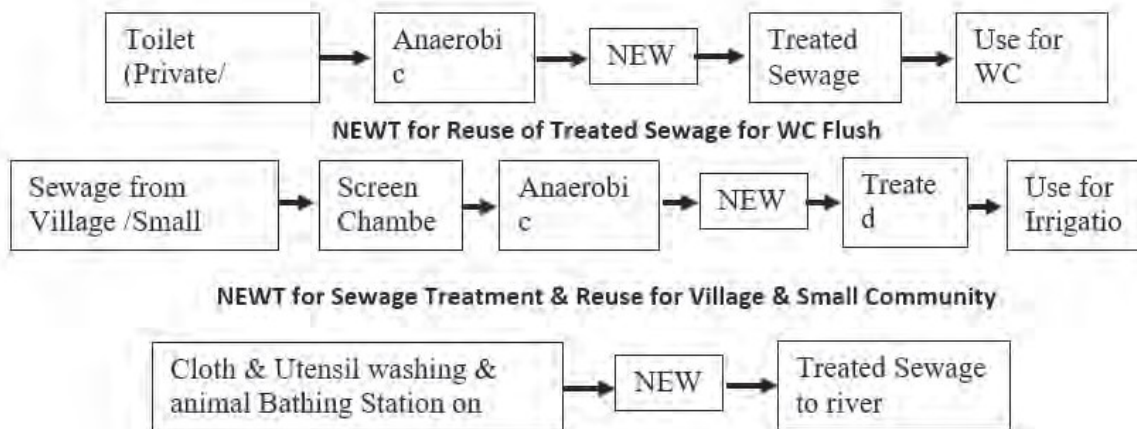 Toilet
(Private/
Anaerobi
c
NEW
Treated
Sewage
Use for
WC
NEWT for Reuse of Treated Sewage for WC Flush
Sewage from
Village /Small
Screen
Chambe
Anaerobi
c
NEW
Treate
d
Use for
Irrigatio
NEWT for Sewage Treatment & Reuse for Village & Small Community
Cloth & Utensil washing &
animal Bathing Station on
NEW
Treated Sewage
to river